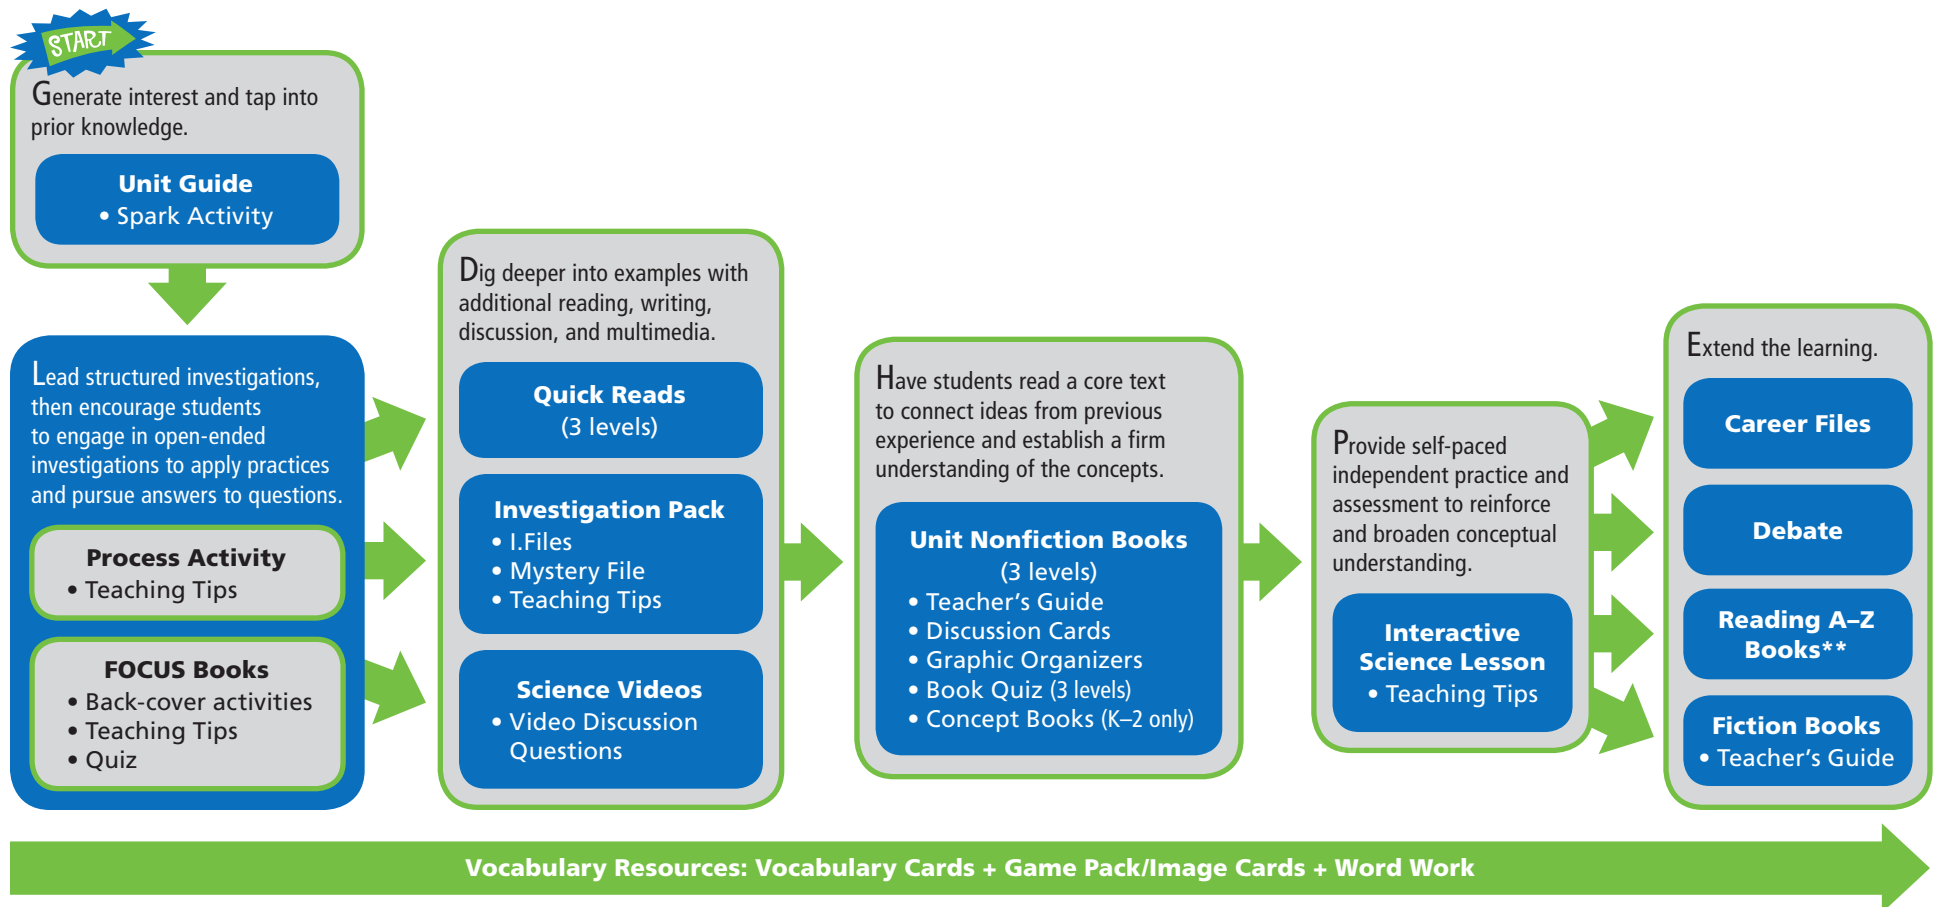 START
Generate interest and tap into
prior knowledge.
Unit Guide
• Spark Activity
Lead structured investigations,
then encourage students
to engage in open-ended
investigations to apply practices
and pursue answers to questions.
Process Activity
• Teaching Tips
FOCUS Books
• Back-cover activities
• Teaching Tips
• Quiz
Dig deeper into examples with
additional reading, writing,
discussion, and multimedia.
Quick Reads
(3 levels)
Investigation Pack
• I.Files
• Mystery File
• Teaching Tips
Science Videos
• Video Discussion
Questions
Have students read a core text
to connect ideas from previous
experience and establish a firm
understanding of the concepts.
Unit Nonfiction Books
(3 levels)
• Teacher’s Guide
• Discussion Cards
• Graphic Organizers
• Book Quiz (3 levels)
• Concept Books (K–2 only)
Provide self-paced
independent practice and
assessment to reinforce
and broaden conceptual
understanding.
Interactive
Science Lesson
• Teaching Tips
Extend the learning.
Career Files
Debate
Reading A–Z
Books**
Fiction Books
• Teacher’s Guide
Vocabulary Resources: Vocabulary Cards + Game Pack/Image Cards + Word Work